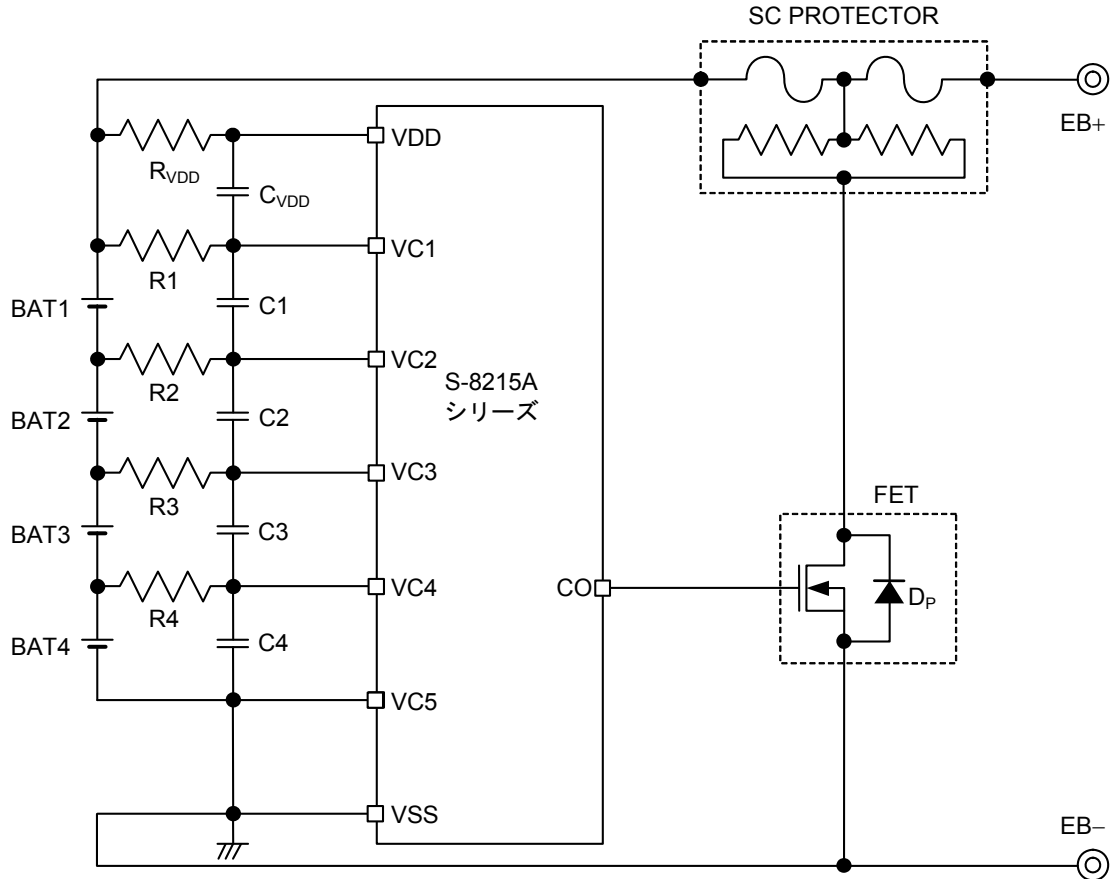 SC PROTECTOR
EB+
VDD
RVDD
CVDD
VC1
R1
BAT1
C1
VC2
R2
S-8215A
シリーズ
BAT2
C2
VC3
R3
FET
BAT3
C3
VC4
CO
DP
R4
BAT4
C4
VC5
VSS
EB−